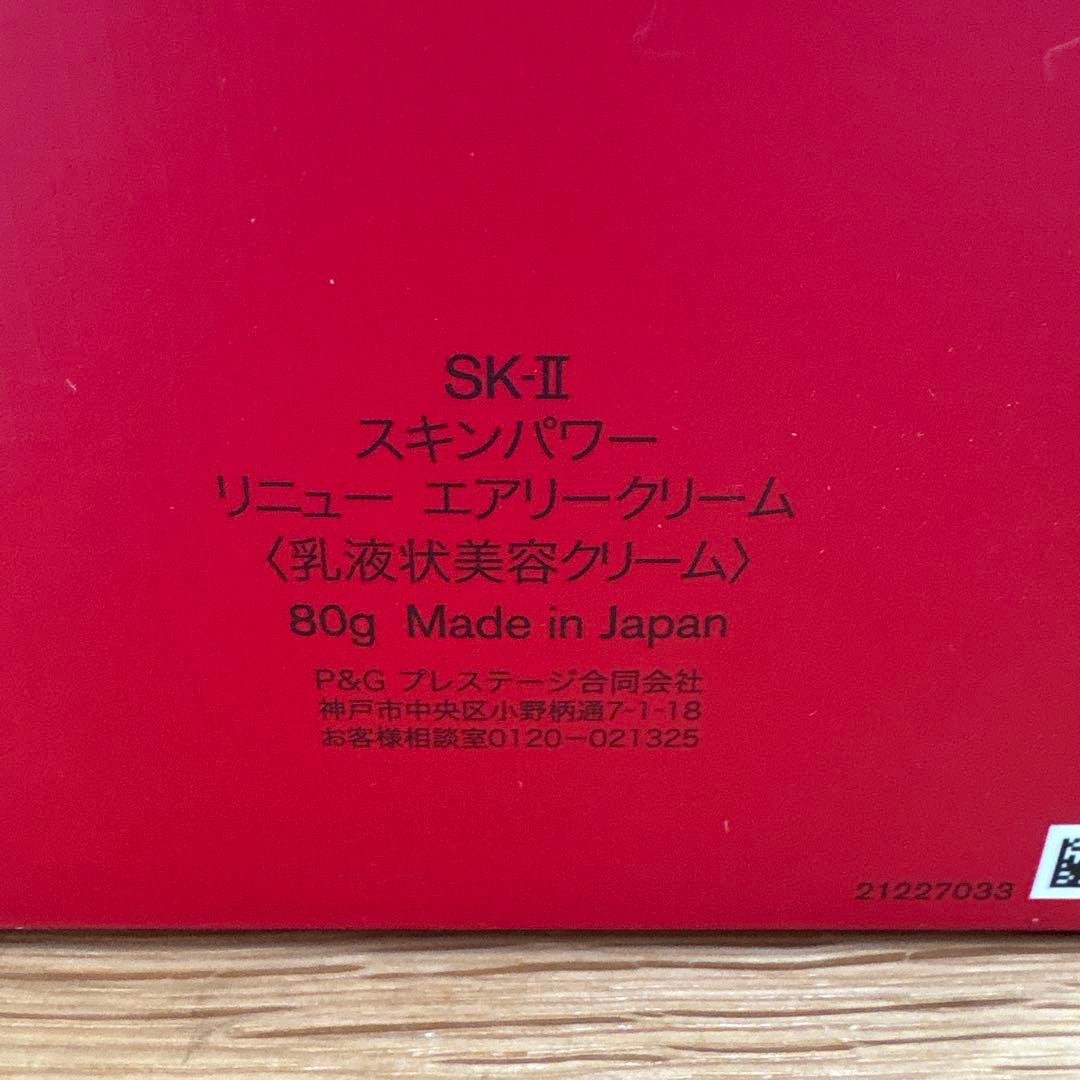 SK-Ⅱ
スキンパワー
リニュー エアリークリーム
〈乳液状美容クリーム〉
80g Made in Japan
P&G プレステージ合同会社
神戸市中央区小野柄通7-1-18
お客様相談室0120－021325
21227033